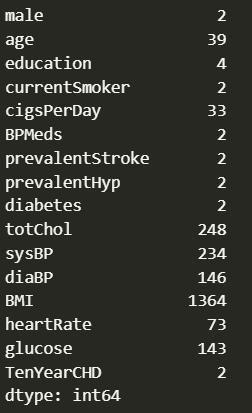 male 2
age 39
education 4
currentSmoker 2
cigsPerDay 33
BPMeds 2
prevalentStroke 2
prevalentHyp 2
diabetes 2
totChol 248
sysBP 234
diaBP 146
BMI 1364
heartRate 73
glucose 143
TenYearCHD 2
dtype: int64